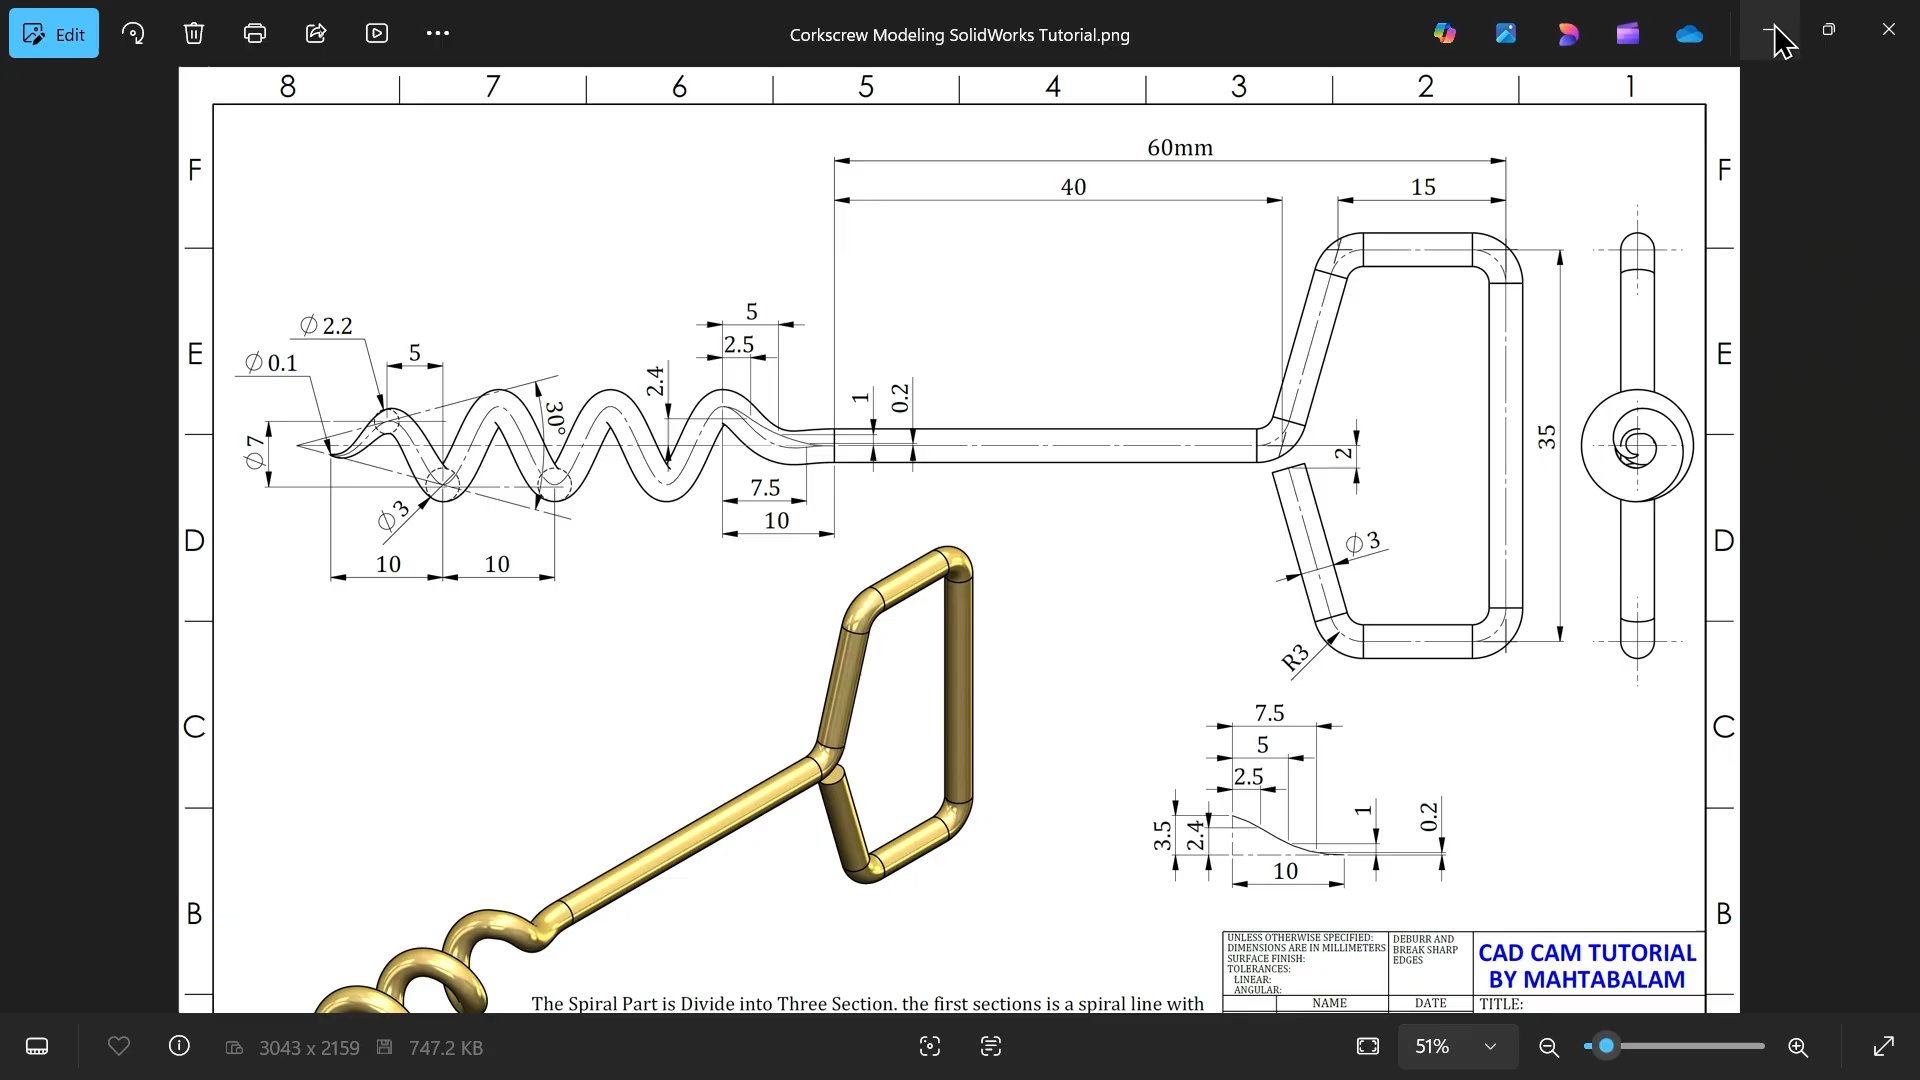 Edit
Corkscrew Modeling SolidWorks Tutorial.png
8 7 6 5 4 3 2 1
60mm
F F
40 15
5
∅ 2.2
2.5
E 5 E
∅ 0.1
2.4
1 0.2
30°
∅ 7
2
35
7.5
∅ 3
10
D ∅ 3 D
10 10
R3
C 7.5 C
5
2.5
1 0.2
3.5 2.4
10
B B
UNLESS OTHERWISE SPECIFIED:
DIMENSIONS ARE IN MILLIMETERS
SURFACE FINISH:
TOLERANCES:
LINEAR:
ANGULAR:
DEBURR AND
BREAK SHARP
EDGES
CAD CAM TUTORIAL
BY MAHTABALAM
NAME DATE TITLE:
The Spiral Part is Divide into Three Section. the first sections is a spiral line with
3043 x 2159 747.2 KB 51%